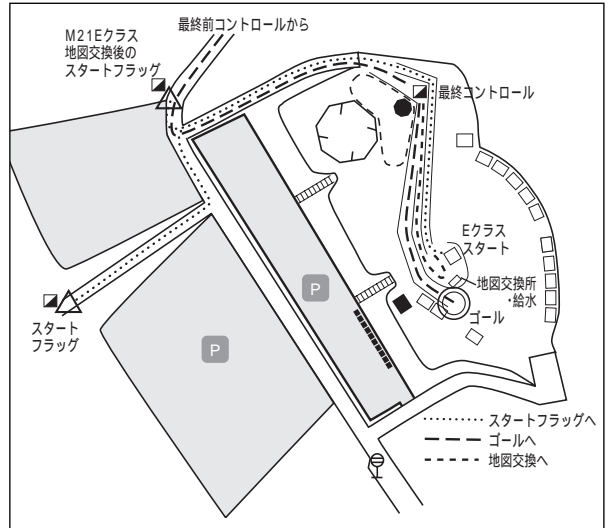 M21Eクラス
地図交換後の
スタートフラッグ
最終前コントロールから
最終コントロール
Eクラス
スタート
地図交換所
・給水
ゴール
P
P
スタート
フラッグ
スタートフラッグへ
ゴールへ
地図交換へ